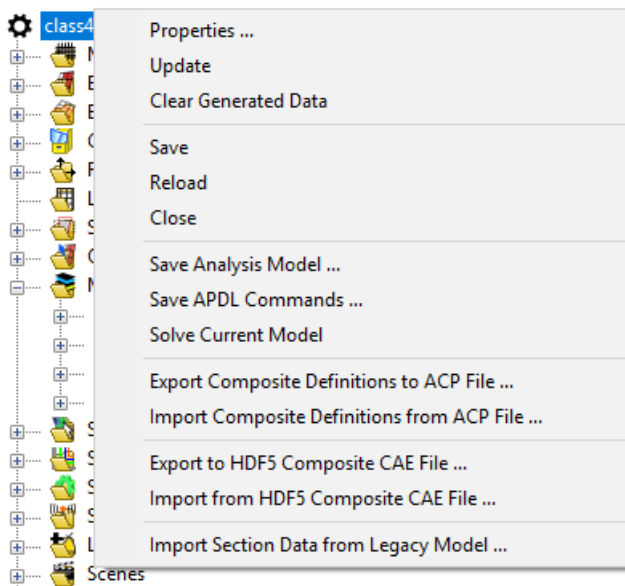 class4
Properties ...
Update
Clear Generated Data
Save
Reload
Close
Save Analysis Model ...
Save APDL Commands ...
Solve Current Model
Export Composite Definitions to ACP File ...
Import Composite Definitions from ACP File ...
Export to HDF5 Composite CAE File ...
Import from HDF5 Composite CAE File ...
Import Section Data from Legacy Model ...
Scenes